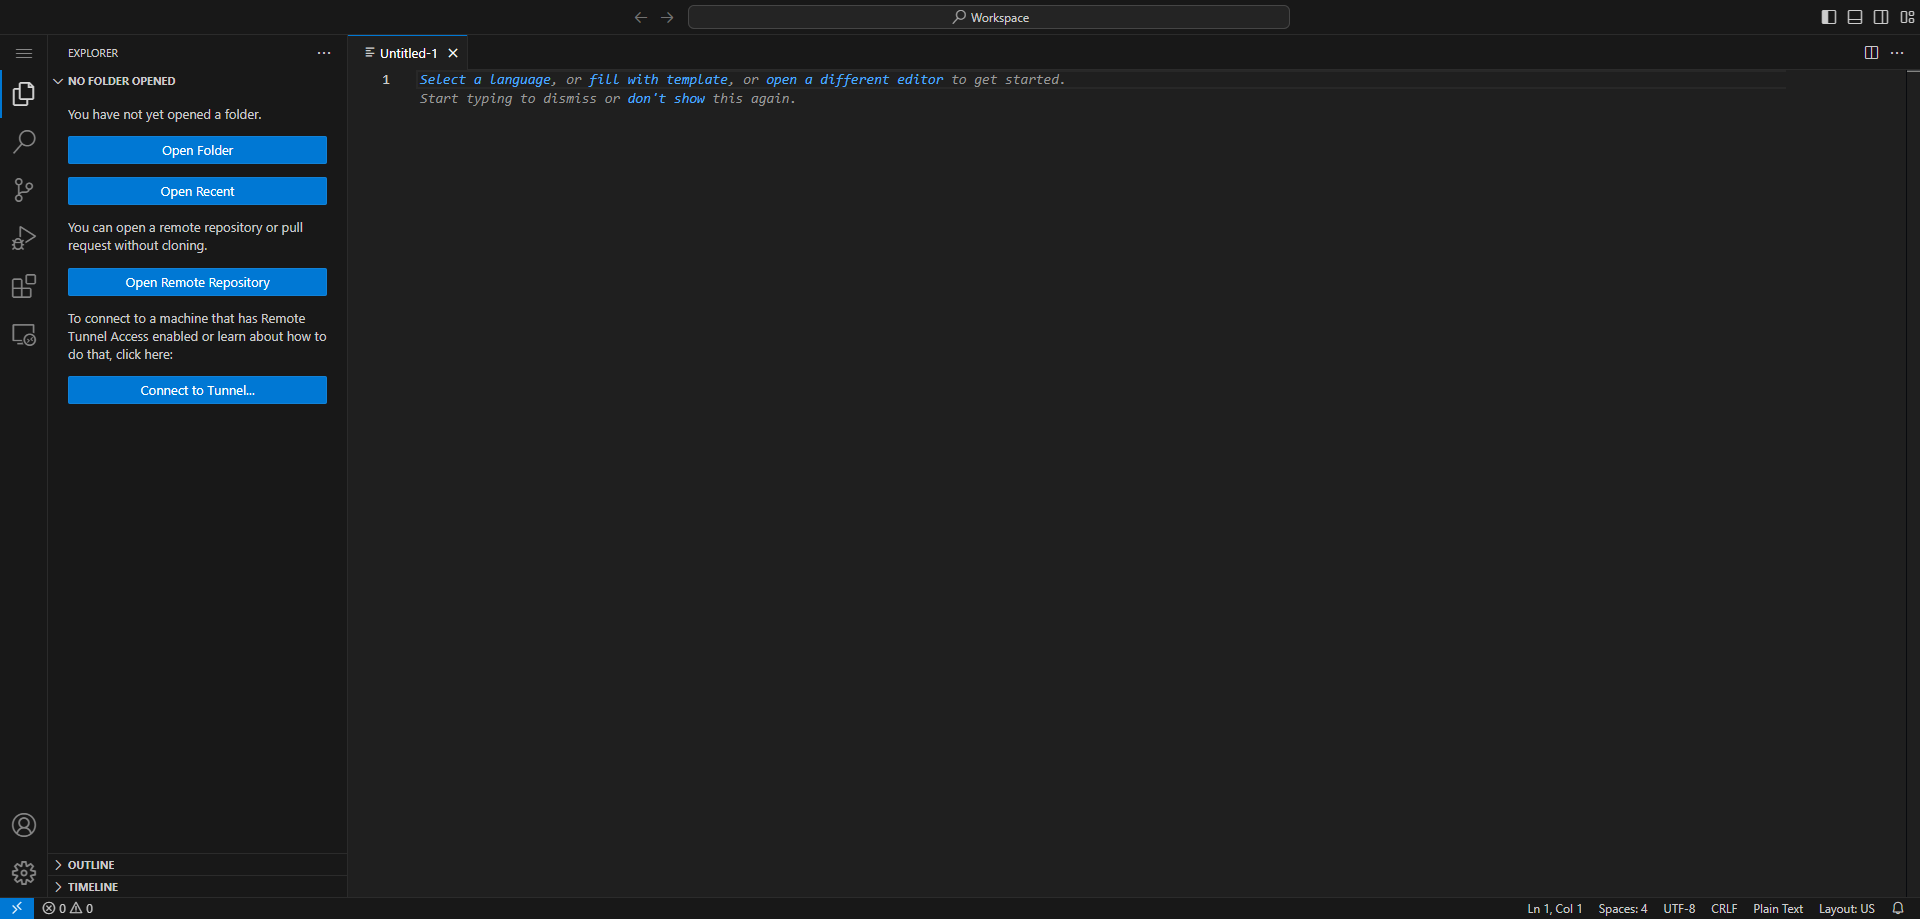 Workspace
EXPLORER
NO FOLDER OPENED
You have not yet opened a folder.
Open Folder
Open Recent
You can open a remote repository or pull
request without cloning.
Open Remote Repository
To connect to a machine that has Remote
Tunnel Access enabled or learn about how to
do that, click here:
Connect to Tunnel...
OUTLINE
TIMELINE
Untitled-1
1
Select a language, or fill with template, or open a different editor to get started.
Start typing to dismiss or don't show this again.
0 0
Ln 1, Col 1 Spaces: 4 UTF-8 CRLF Plain Text Layout: US